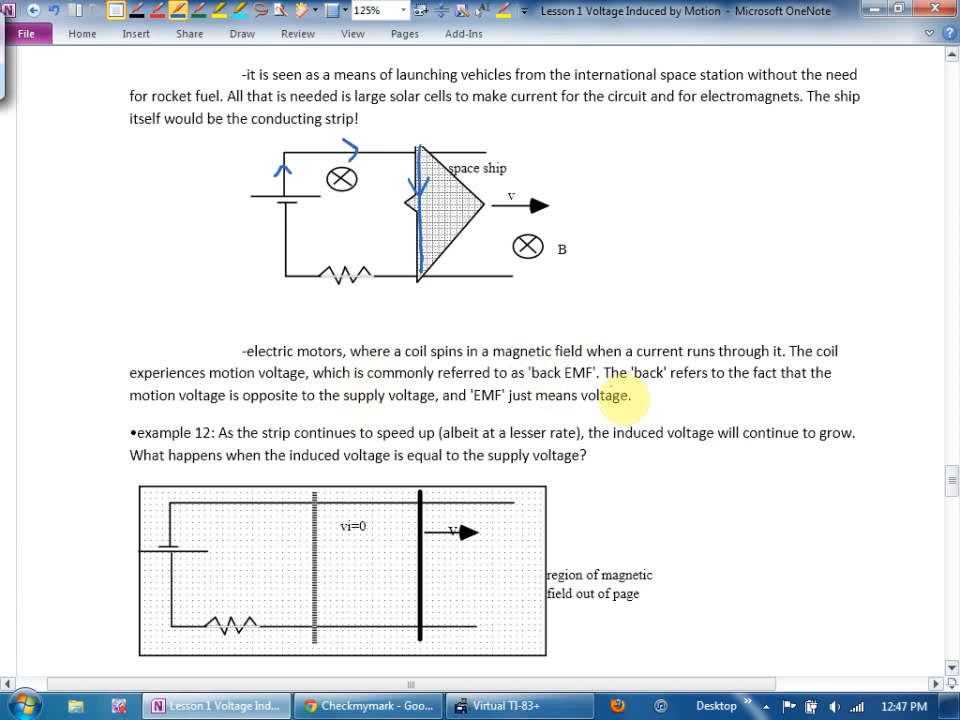 125%
Lesson 1 Voltage Induced by Motion - Microsoft OneNote
File Home Insert Share Draw Review View Pages Add-Ins
-it is seen as a means of launching vehicles from the international space station without the need
for rocket fuel. All that is needed is large solar cells to make current for the circuit and for electromagnets. The ship
itself would be the conducting strip!
space ship
v
B
-electric motors, where a coil spins in a magnetic field when a current runs through it. The coil
experiences motion voltage, which is commonly referred to as 'back EMF'. The 'back' refers to the fact that the
motion voltage is opposite to the supply voltage, and 'EMF' just means voltage.
•example 12: As the strip continues to speed up (albeit at a lesser rate), the induced voltage will continue to grow.
What happens when the induced voltage is equal to the supply voltage?
vi=0
v
region of magnetic
field out of page
Lesson 1 Voltage Ind...
Checkmymark - Goo...
Virtual TI-83+
Desktop
12:47 PM